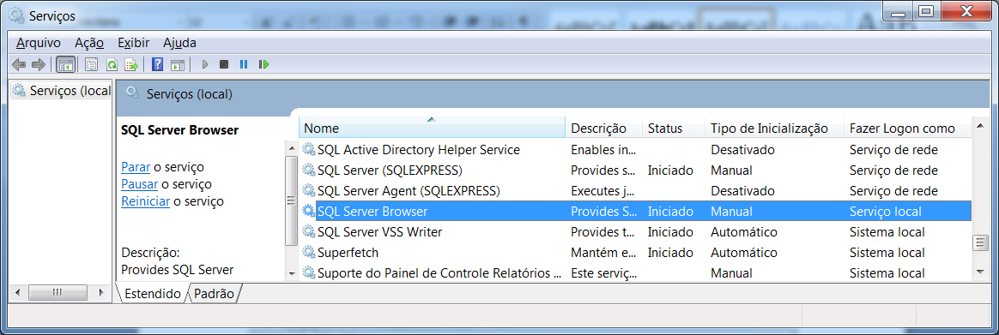 Serviços
Arquivo Ação Exibir Ajuda
Serviços (local
Serviços (local)
SQL Server Browser
Parar o serviço
Pausar o serviço
Reiniciar o serviço
Descrição:
Provides SQL Server
Nome Descrição Status Tipo de Inicialização Fazer Logon como
SQL Active Directory Helper Service Enables in... Desativado Serviço de rede
SQL Server (SQLEXPRESS) Provides s... Iniciado Manual Serviço de rede
SQL Server Agent (SQLEXPRESS) Executes j... Desativado Serviço de rede
SQL Server Browser Provides S... Iniciado Manual Serviço local
SQL Server VSS Writer Provides t... Iniciado Automático Sistema local
Superfetch Mantém e... Iniciado Automático Sistema local
Suporte do Painel de Controle Relatórios ... Este serviç... Manual Sistema local
Estendido Padrão